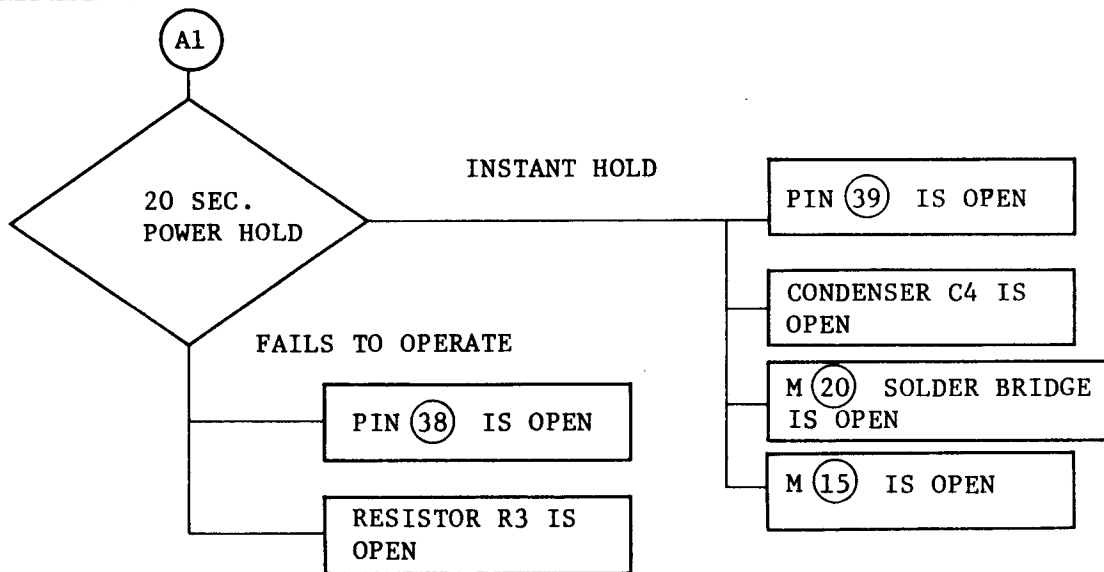 A1
20 SEC.
POWER HOLD
INSTANT HOLD
PIN 39 IS OPEN
CONDENSER C4 IS
OPEN
M 20 SOLDER BRIDGE
IS OPEN
M 15 IS OPEN
FAILS TO OPERATE
PIN 38 IS OPEN
RESISTOR R3 IS
OPEN